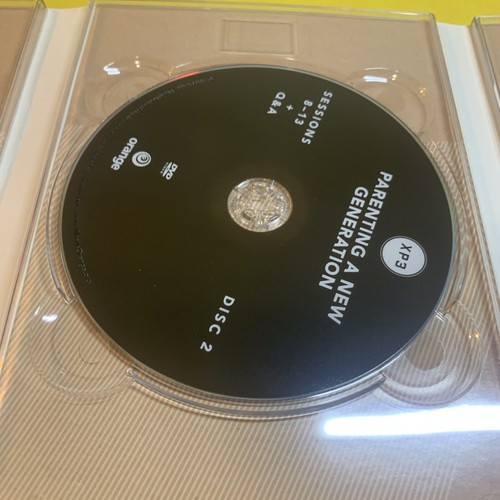 XP3
PARENTING A NEW
GENERATION
SESSIONS
8-13
+
Q&A
DISC 2
DVD
orange